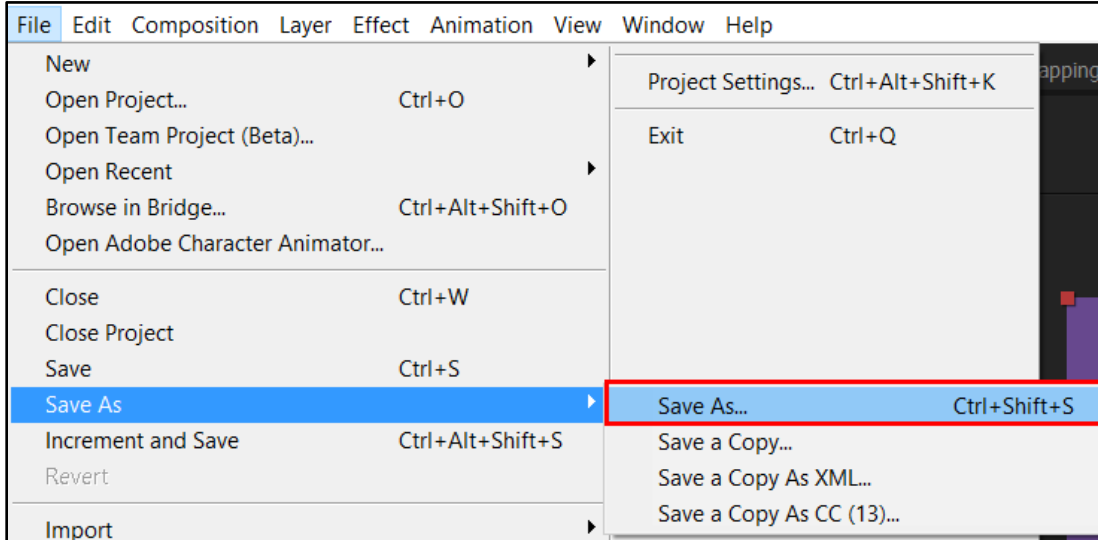 File Edit Composition Layer Effect Animation View Window Help
New
Open Project... Ctrl+O
Open Team Project (Beta)...
Open Recent
Browse in Bridge... Ctrl+Alt+Shift+O
Open Adobe Character Animator...
Close Ctrl+W
Close Project
Save Ctrl+S
Save As
Increment and Save Ctrl+Alt+Shift+S
Revert
Import
Project Settings... Ctrl+Alt+Shift+K
Exit Ctrl+Q
apping
Save As... Ctrl+Shift+S
Save a Copy...
Save a Copy As XML...
Save a Copy As CC (13)...